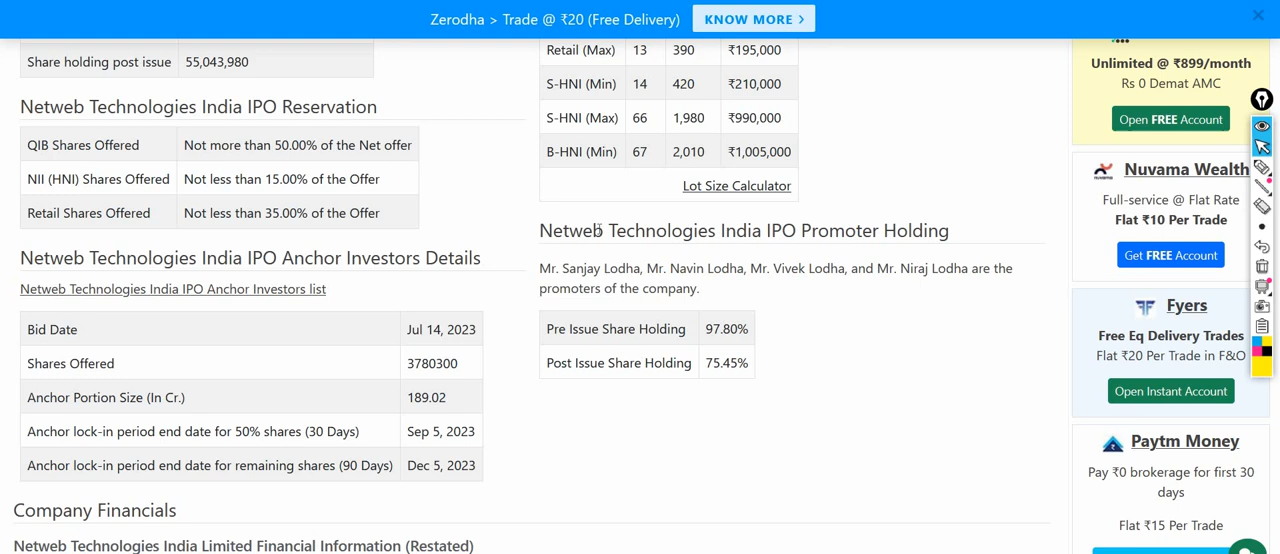 Zerodha > Trade @ ₹20 (Free Delivery) KNOW MORE >
Share holding post issue 55,043,980
Netweb Technologies India IPO Reservation
QIB Shares Offered Not more than 50.00% of the Net offer
NII (HNI) Shares Offered Not less than 15.00% of the Offer
Retail Shares Offered Not less than 35.00% of the Offer
Netweb Technologies India IPO Anchor Investors Details
Netweb Technologies India IPO Anchor Investors list
Bid Date Jul 14, 2023
Shares Offered 3780300
Anchor Portion Size (In Cr.) 189.02
Anchor lock-in period end date for 50% shares (30 Days) Sep 5, 2023
Anchor lock-in period end date for remaining shares (90 Days) Dec 5, 2023
Company Financials
Netweb Technologies India Limited Financial Information (Restated)
Retail (Max) 13 390 ₹195,000
S-HNI (Min) 14 420 ₹210,000
S-HNI (Max) 66 1,980 ₹990,000
B-HNI (Min) 67 2,010 ₹1,005,000
Lot Size Calculator
Netweb Technologies India IPO Promoter Holding
Mr. Sanjay Lodha, Mr. Navin Lodha, Mr. Vivek Lodha, and Mr. Niraj Lodha are the
promoters of the company.
Pre Issue Share Holding 97.80%
Post Issue Share Holding 75.45%
Unlimited @ ₹899/month
Rs 0 Demat AMC
Open FREE Account
Nuvama Wealth
Full-service @ Flat Rate
Flat ₹10 Per Trade
Get FREE Account
Fyers
Free Eq Delivery Trades
Flat ₹20 Per Trade in F&O
Open Instant Account
Paytm Money
Pay ₹0 brokerage for first 30
days
Flat ₹15 Per Trade